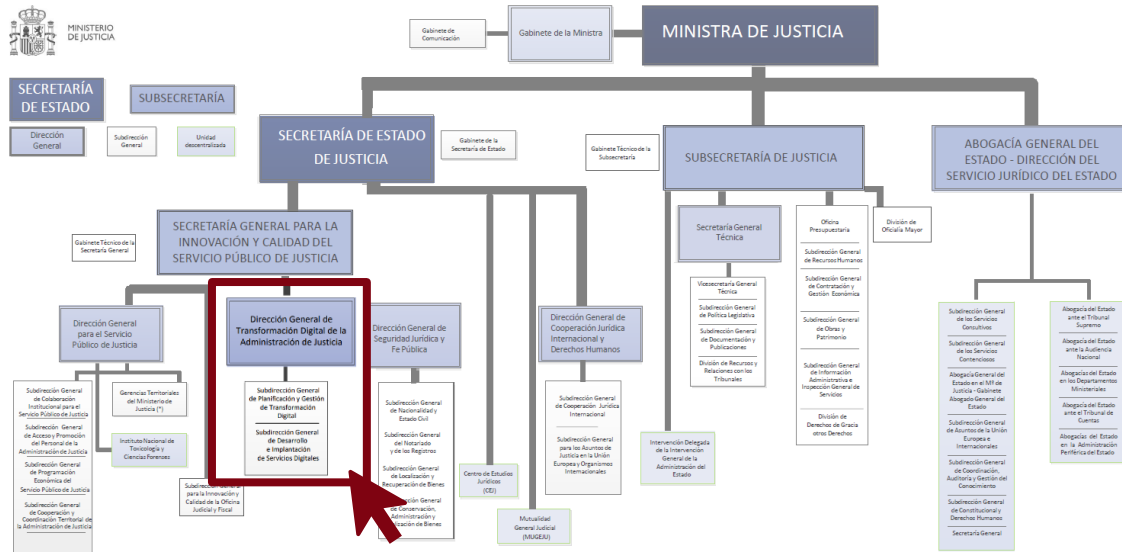 MINISTERIO
DE JUSTICIA
Gabinete de
Comunicación
Gabinete de la Ministra
MINISTRA DE JUSTICIA
SECRETARÍA
DE ESTADO
SUBSECRETARÍA
Dirección
General
Subdirección
General
Unidad
descentralizada
SECRETARÍA DE ESTADO
DE JUSTICIA
Gabinete de la
Secretaría de Estado
Gabinete Técnico de la
Subsecretaría
SUBSECRETARÍA DE JUSTICIA
ABOGACÍA GENERAL DEL
ESTADO - DIRECCIÓN DEL
SERVICIO JURÍDICO DEL ESTADO
Gabinete Técnico de la
Secretaría General
SECRETARÍA GENERAL PARA LA
INNOVACIÓN Y CALIDAD DEL
SERVICIO PÚBLICO DE JUSTICIA
Secretaría General
Técnica
Oficina
Presupuestaria
Subdirección General
de Recursos Humanos
Subdirección General
de Contratación y
Gestión Económica
Subdirección General
de Obras y
Patrimonio
Subdirección General
de Información
Administrativa e
Inspección General de
Servicios
División de
Derechos de Gracia
otros Derechos
División de
Oficialía Mayor
Vicesecretaría General
Técnica
Subdirección General
de Política Legislativa
Subdirección General
de Documentación y
Publicaciones
División de Recursos y
Relaciones con los
Tribunales
Dirección General
para el Servicio
Público de Justicia
Dirección General de
Transformación Digital de la
Administración de Justicia
Dirección General de
Seguridad Jurídica y
Fe Pública
Dirección General de
Cooperación Jurídica
Internacional y
Derechos Humanos
Subdirección General
de Colaboración
Institucional para el
Servicio Público de Justicia
Subdirección General
de Acceso y Promoción
del Personal de la
Administración de Justicia
Subdirección General
de Programación
Económica del
Servicio Público de Justicia
Subdirección General
de Cooperación y
Coordinación Territorial de
la Administración de Justicia
Gerencias Territoriales
del Ministerio de
Justicia (*)
Instituto Nacional de
Toxicología y
Ciencias Forenses
Subdirección General
para la Innovación y
Calidad de la Oficina
Judicial y Fiscal
Subdirección General
de Planificación y Gestión
de Transformación
Digital
Subdirección General
de Desarrollo
e Implantación
de Servicios Digitales
Subdirección General
de Nacionalidad y
Estado Civil
Subdirección General
del Notariado
y de los Registros
Subdirección General
de Localización y
Recuperación de Bienes
General
de Conservación,
Administración y
de Bienes
Centro de Estudios
Jurídicos
(CEJ)
Mutualidad
General Judicial
(MUGEJU)
Subdirección General
de Cooperación Jurídica
Internacional
Subdirección General
para los Asuntos de
Justicia en la Unión
Europea y Organismos
Internacionales
Intervención Delegada
de la Intervención
General de la
Administración del
Estado
Subdirección General
de los Servicios
Consultivos
Subdirección General
de los Servicios
Contenciosos
Abogacía General del
Estado en el Mº de
Justicia - Gabinete
Abogado General del
Estado
Subdirección General
de Asuntos de la Unión
Europea e
Internacionales
Subdirección General
de Coordinación,
Auditoría y Gestión del
Conocimiento
Subdirección General
de Constitucional y
Derechos Humanos
Secretaría General
Abogacía del Estado
ante el Tribunal
Supremo
Abogacía del Estado
ante la Audiencia
Nacional
Abogacías del Estado
en los Departamentos
Ministeriales
Abogacía del Estado
ante el Tribunal de
Cuentas
Abogacías del Estado
en la Administración
Periférica del Estado